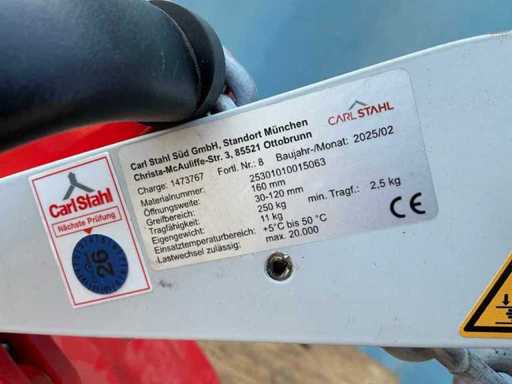 CARL STAHL
Carl Stahl Süd GmbH, Standort München
Christa-McAuliffe-Str. 3, 85521 Ottobrunn
Charge: 1473767 Fortl. Nr.: 8 Baujahr-/Monat: 2025/02
Materialnummer: 25301010015063
Öffnungsweite: 160 mm
Greifbereich: 30-120 mm min. Tragf.: 2,5 kg
Tragfähigkeit: 250 kg
Eigengewicht: 11 kg
Einsatztemperaturbereich: +5°C bis 50 °C
Lastwechsel zulässig: max. 20.000
CE
Carl Stahl
Nächste Prüfung
26